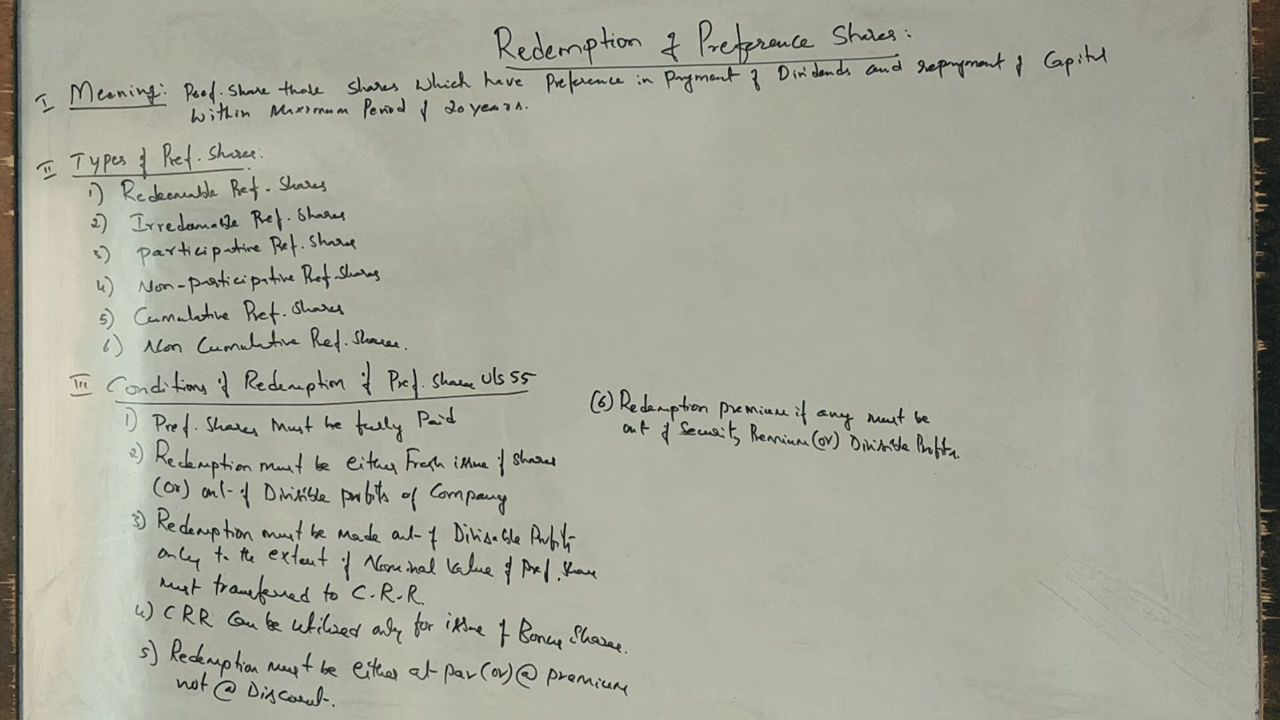 Redemption of Preference Shares:
I Meaning: Pref. Share those Shares Which have Preference in Payment of Dividends and repayment of Capital
Within Maximum Period of 20 years.
II Types of Pref. Shares:
1) Redeemable Pref. Shares
2) Irredamable Pref. Shares
3) Participative Pref. Share
4) Non-participative Pref. Shares
5) Cumulative Pref. Shares
6) Non Cumulative Pref. Shares.
III Conditions of Redemption of Pref. Share U/s 55
1) Pref. Shares Must be fully Paid
2) Redemption must be either Fresh issue of shares
(Or) out of Divisible profits of Company
3) Redemption must be made out of Divisable Profits
only to the extent of Nominal Value of Pref. Share
must transferred to C.R.R.
4) CRR Can be utilized only for issue of Bonus Shares.
5) Redemption must be either at par (or) @ premium
not @ Discount.
(6) Redemption premium if any must be
out of Security Premium (or) Divisible Profits.